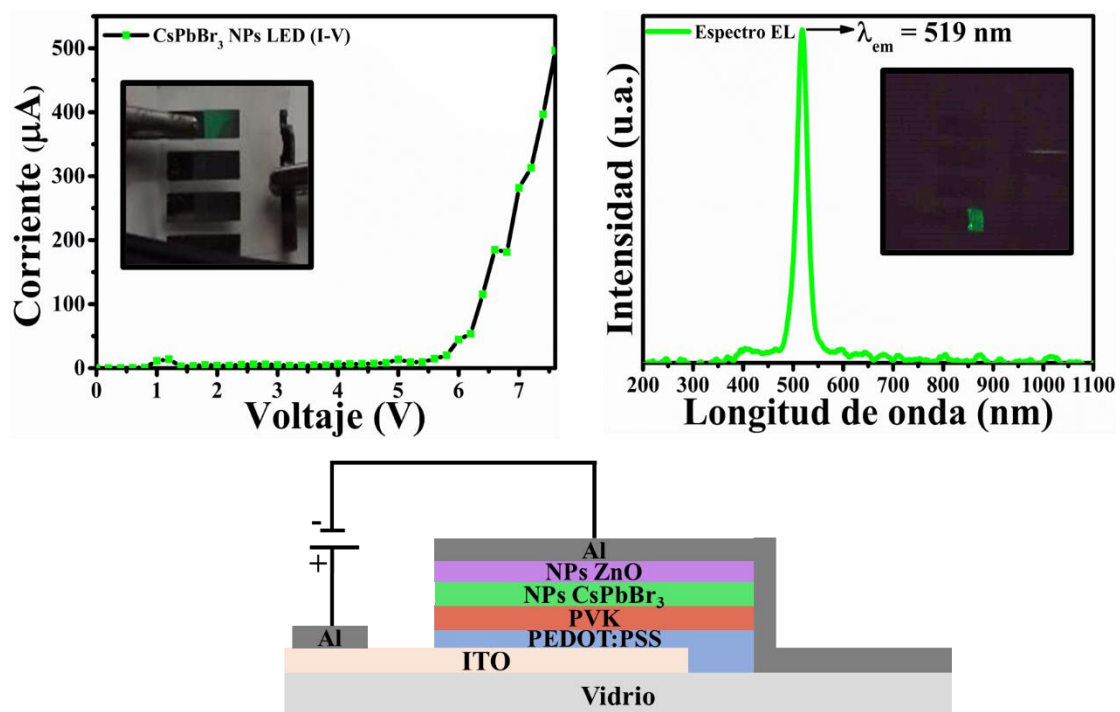 CsPbBr₃ NPs LED (I-V)
500
400
300
200
100
0
Corriente (µA)
0 1 2 3 4 5 6 7
Voltaje (V)
Espectro EL
λem = 519 nm
Intensidad (u.a.)
200 300 400 500 600 700 800 900 1000 1100
Longitud de onda (nm)
-
+
Al
NPs ZnO
NPs CsPbBr₃
PVK
Al
PEDOT:PSS
ITO
Vidrio